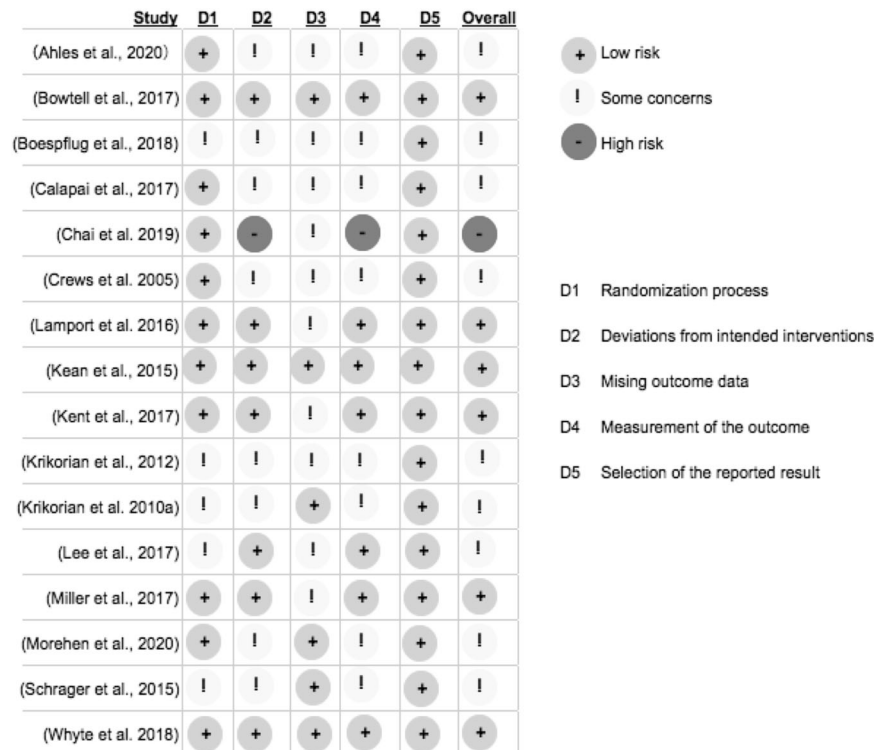 Study D1 D2 D3 D4 D5 Overall
(Ahles et al., 2020) + ! ! ! + !
(Bowtell et al., 2017) + + + + + +
(Boespflug et al., 2018) ! ! ! ! + !
(Calapai et al., 2017) + ! ! ! + !
(Chai et al. 2019) + - ! - + -
(Crews et al. 2005) + ! ! ! + !
(Lamport et al. 2016) + + ! + + +
(Kean et al., 2015) + + + + + +
(Kent et al., 2017) + + ! + + +
(Krikorian et al., 2012) ! ! ! ! + !
(Krikorian et al. 2010a) ! ! + ! + !
(Lee et al., 2017) ! + ! + + !
(Miller et al., 2017) + + ! + + +
(Morehen et al., 2020) + ! + ! + !
(Schrager et al., 2015) ! ! + ! + !
(Whyte et al. 2018) + + + + + +
+ Low risk
! Some concerns
- High risk
D1 Randomization process
D2 Deviations from intended interventions
D3 Mising outcome data
D4 Measurement of the outcome
D5 Selection of the reported result